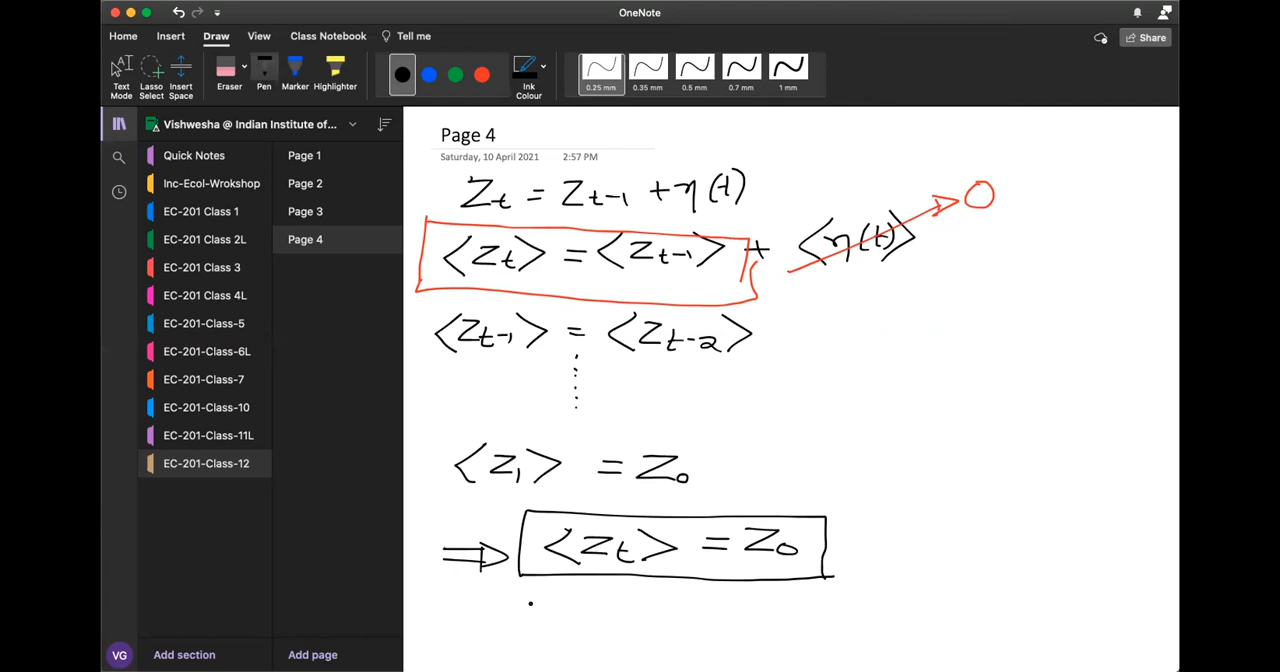 OneNote
Home Insert Draw View Class Notebook Tell me
Share
Text Mode
Lasso Select
Insert Space
Eraser
Pen
Marker
Highlighter
Ink Colour
0.25 mm
0.35 mm
0.5 mm
0.7 mm
1 mm
Vishwesha @ Indian Institute of...
Quick Notes
Inc-Ecol-Wrokshop
EC-201 Class 1
EC-201 Class 2L
EC-201 Class 3
EC-201 Class 4L
EC-201-Class-5
EC-201-Class-6L
EC-201-Class-7
EC-201-Class-10
EC-201-Class-11L
EC-201-Class-12
VG
Add section
Page 1
Page 2
Page 3
Page 4
Add page
Page 4
Saturday, 10 April 2021 2:57 PM
Z_t = Z_{t-1} + η(t)
<Z_t> = <Z_{t-1}> + <η(t)> → 0
<Z_{t-1}> = <Z_{t-2}>
⋮
<Z_1> = Z_0
⇒ <Z_t> = Z_0